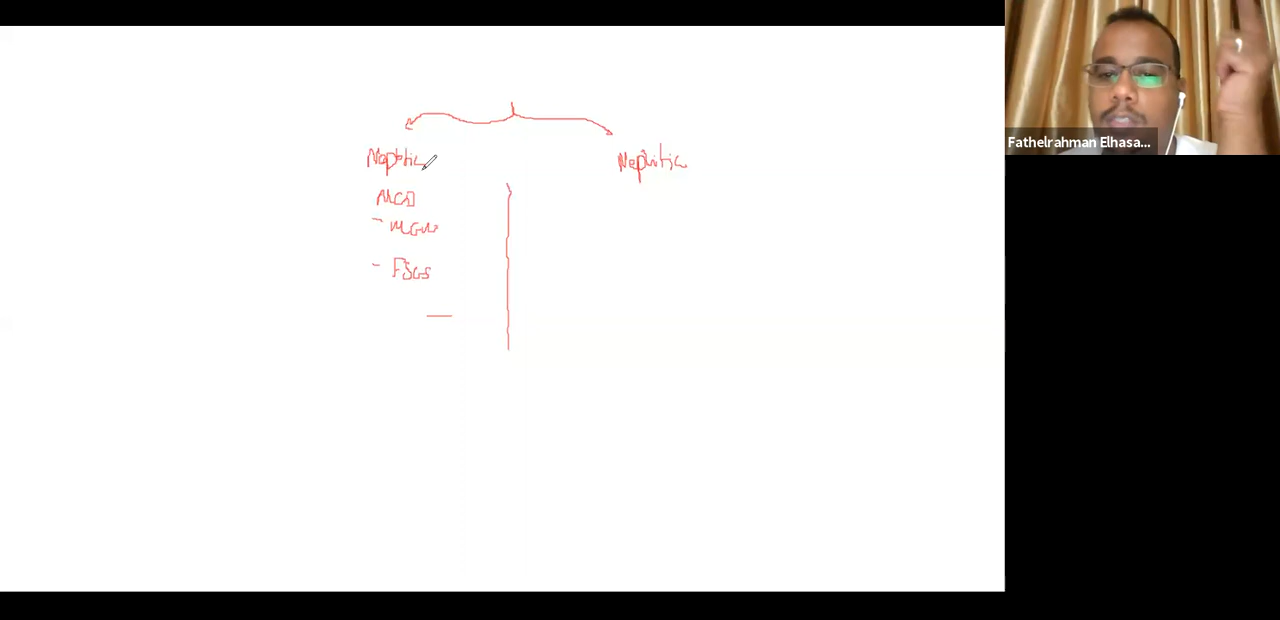 Nephrotic
Nephritic
MCD
- MGN
- FSGS
Fathelrahman Elhasa...